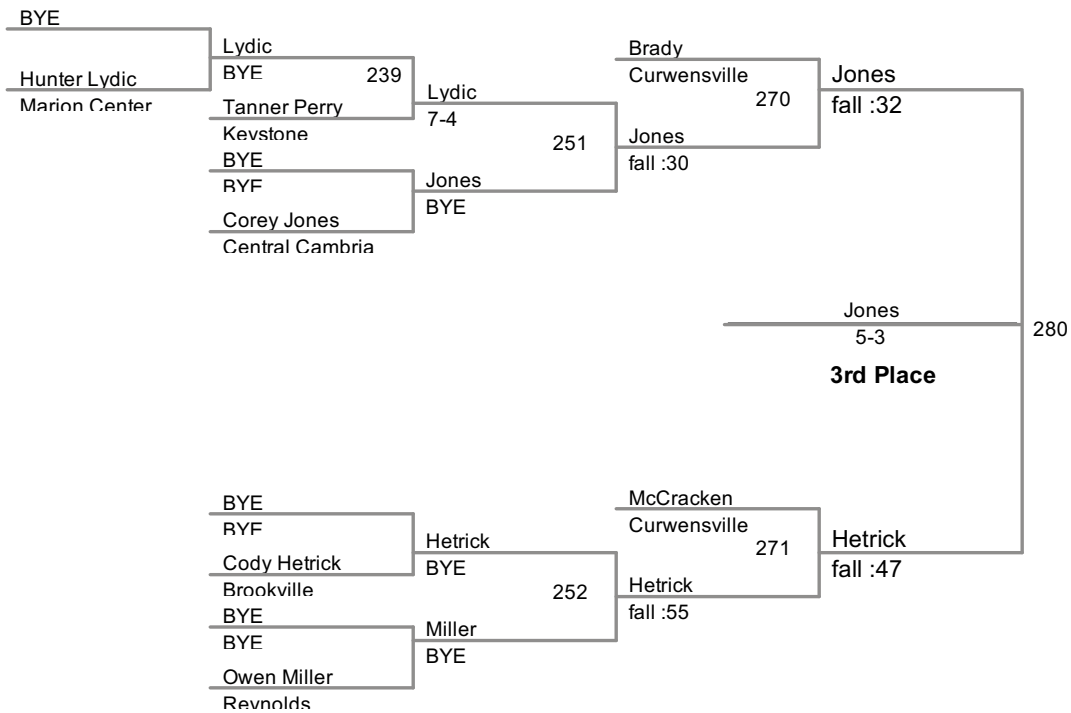 BYE
Hunter Lydic
Marion Center
Lydic
BYE
239
Tanner Perry
Keystone
BYE
BYE
Corey Jones
Central Cambria
Lydic
7-4
251
Jones
BYE
Brady
Curwensville
270
Jones
fall :30
Jones
fall :32
Jones
5-3
3rd Place
280
BYE
BYE
Cody Hetrick
Brookville
BYE
BYE
Owen Miller
Reynolds
Hetrick
BYE
252
Miller
BYE
McCracken
Curwensville
271
Hetrick
fall :55
Hetrick
fall :47